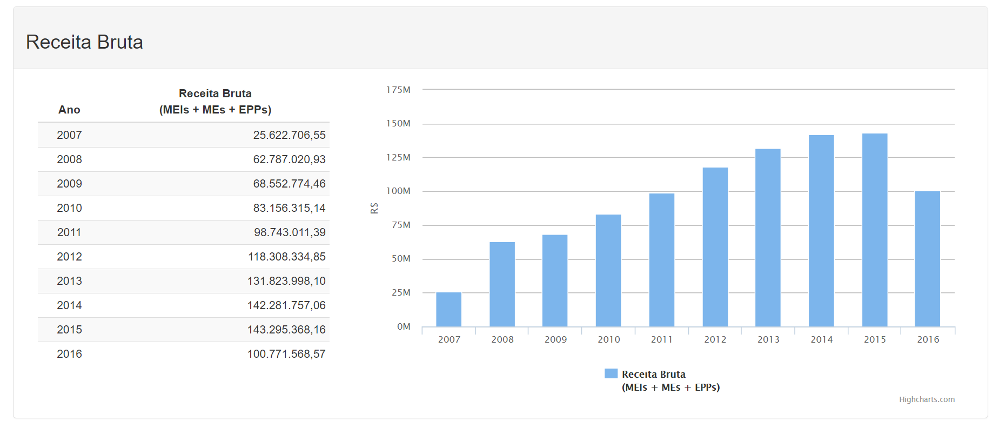 Receita Bruta
Receita Bruta
Ano (MEIs + MEs + EPPs)
2007 25.622.706,55
2008 62.787.020,93
2009 68.552.774,46
2010 83.156.315,14
2011 98.743.011,39
2012 118.308.334,85
2013 131.823.998,10
2014 142.281.757,06
2015 143.295.368,16
2016 100.771.568,57
175M
150M
125M
100M
75M
50M
25M
0M
R$
2007 2008 2009 2010 2011 2012 2013 2014 2015 2016
Receita Bruta
(MEIs + MEs + EPPs)
Highcharts.com